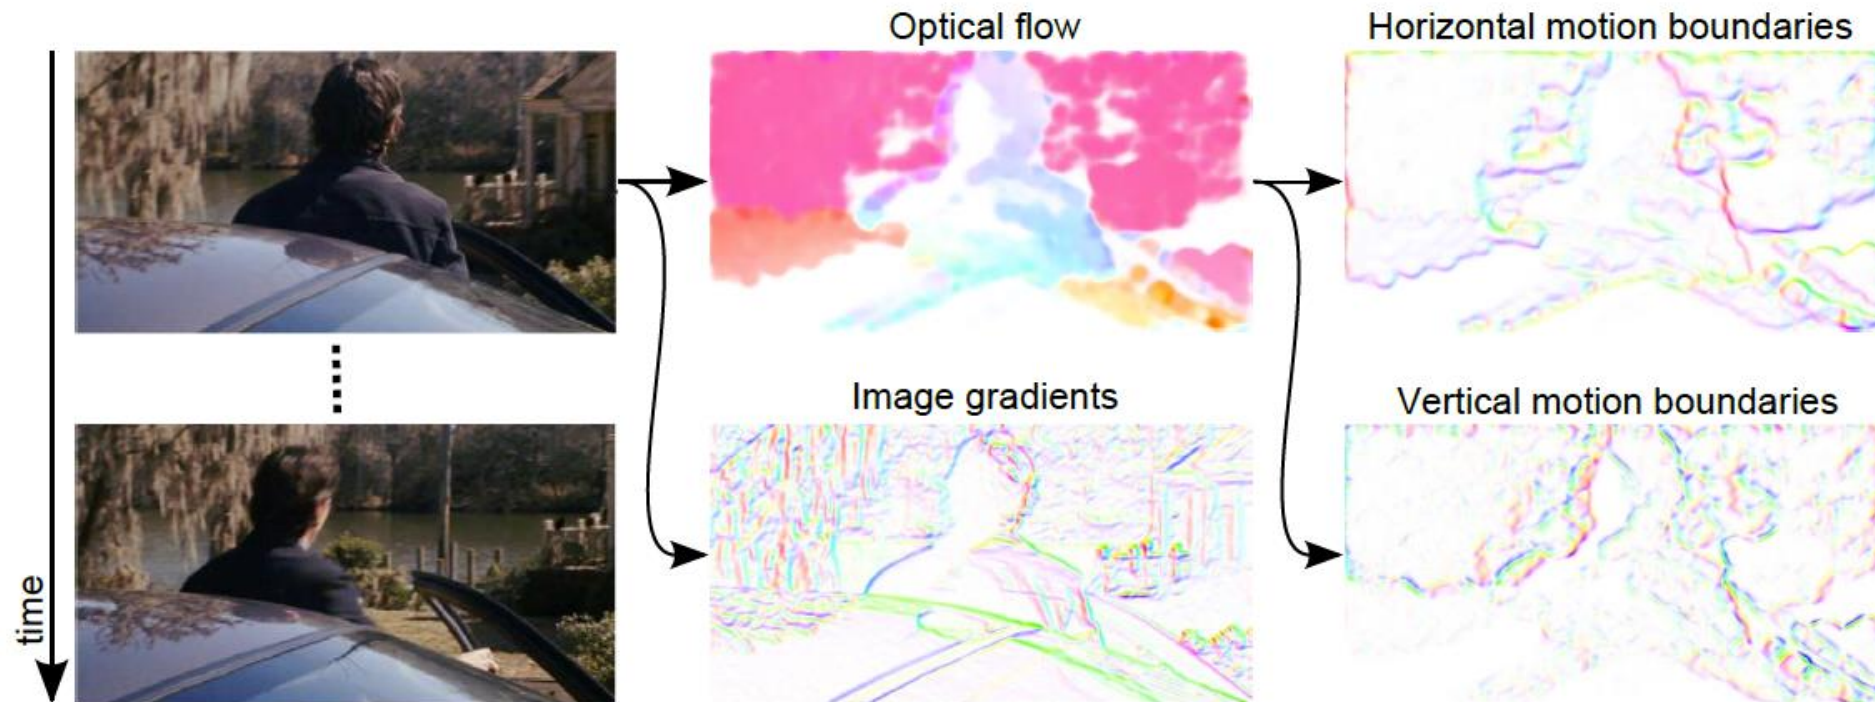 Optical flow
Horizontal motion boundaries
Image gradients
Vertical motion boundaries
time